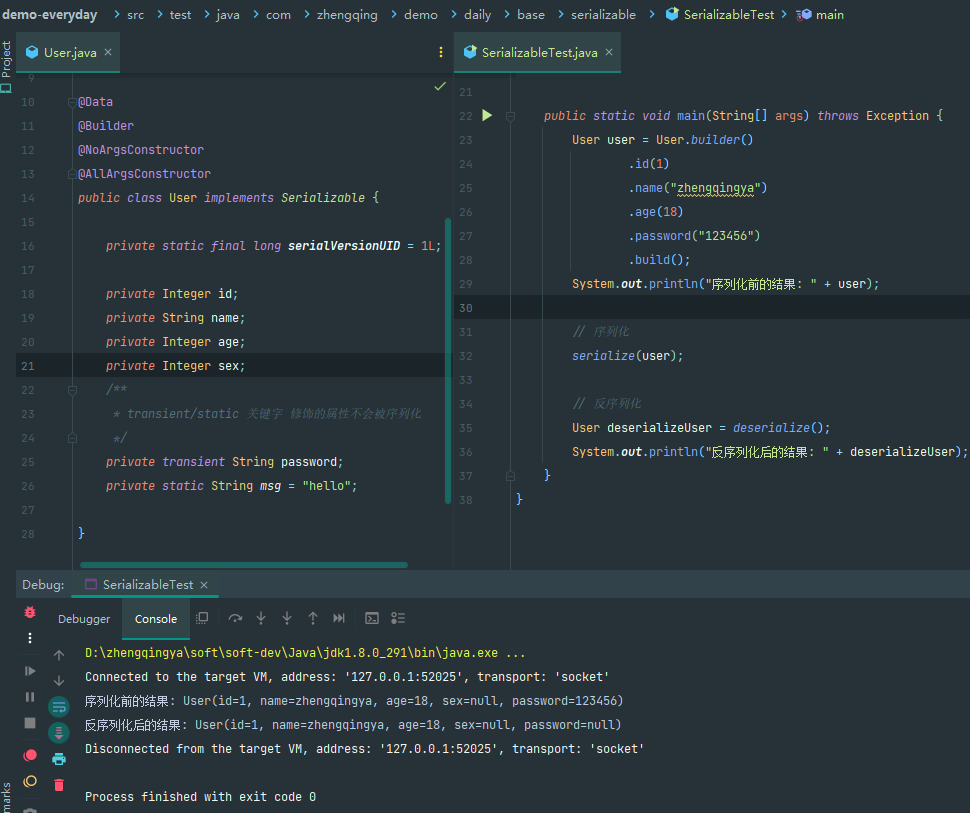 demo-everyday > src > test > java > com > zhengqing > demo > daily > base > serializable > SerializableTest > main
Project
User.java ×
SerializableTest.java ×
9
10 @Data
11 @Builder
12 @NoArgsConstructor
13 @AllArgsConstructor
14 public class User implements Serializable {
15
16 private static final long serialVersionUID = 1L;
17
18 private Integer id;
19 private String name;
20 private Integer age;
21 private Integer sex;
22 /**
23 * transient/static 关键字 修饰的属性不会被序列化
24 */
25 private transient String password;
26 private static String msg = "hello";
27
28 }
21
22 public static void main(String[] args) throws Exception {
23 User user = User.builder()
24 .id(1)
25 .name("zhengqingya")
26 .age(18)
27 .password("123456")
28 .build();
29 System.out.println("序列化前的结果: " + user);
30
31 // 序列化
32 serialize(user);
33
34 // 反序列化
35 User deserializeUser = deserialize();
36 System.out.println("反序列化后的结果: " + deserializeUser);
37 }
38 }
Debug: SerializableTest ×
Debugger Console
D:\zhengqingya\soft\soft-dev\Java\jdk1.8.0_291\bin\java.exe ...
Connected to the target VM, address: '127.0.0.1:52025', transport: 'socket'
序列化前的结果: User(id=1, name=zhengqingya, age=18, sex=null, password=123456)
反序列化后的结果: User(id=1, name=zhengqingya, age=18, sex=null, password=null)
Disconnected from the target VM, address: '127.0.0.1:52025', transport: 'socket'
Process finished with exit code 0
marks